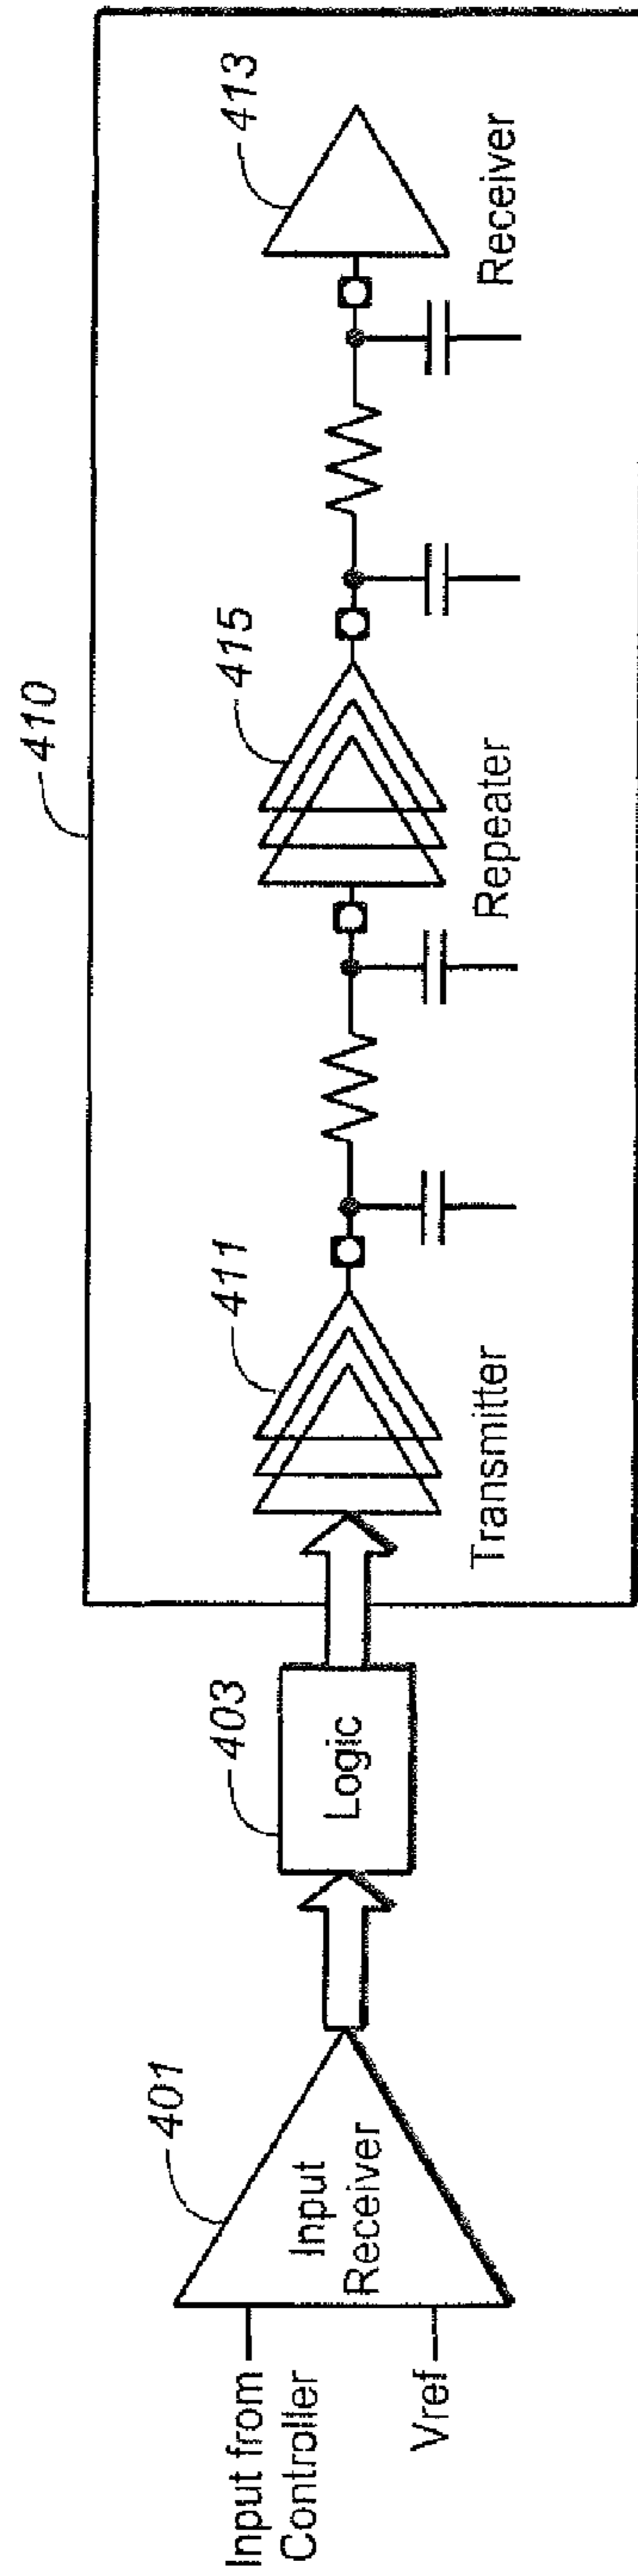 410
401
403
411
415
413
Input from
Controller
Vref
Input
Receiver
Logic
Transmitter
Repeater
Receiver